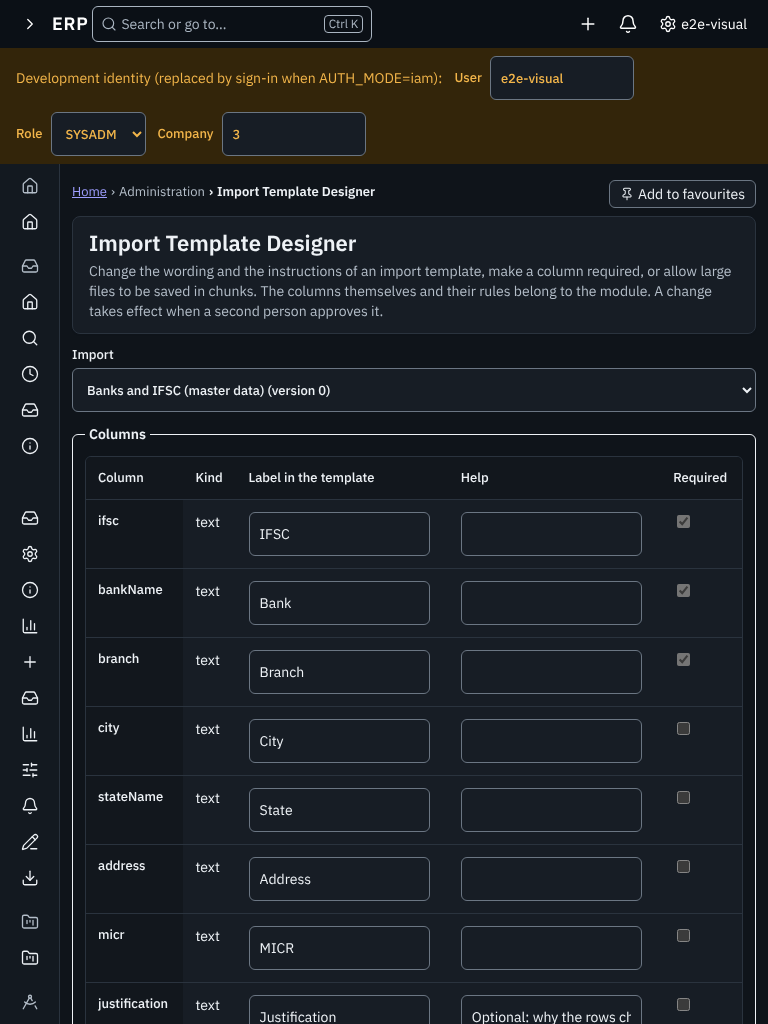 ERP
Search or go to…
Ctrl K
e2e-visual
Development identity (replaced by sign-in when AUTH_MODE=iam):
User
e2e-visual
Role
SYSADM
Company
3
Home › Administration › Import Template Designer
Add to favourites
Import Template Designer
Change the wording and the instructions of an import template, make a column required, or allow large
files to be saved in chunks. The columns themselves and their rules belong to the module. A change
takes effect when a second person approves it.
Import
Banks and IFSC (master data) (version 0)
Columns
Column Kind Label in the template Help Required
ifsc text IFSC
bankName text Bank
branch text Branch
city text City
stateName text State
address text Address
micr text MICR
justification text Justification Optional: why the rows ch